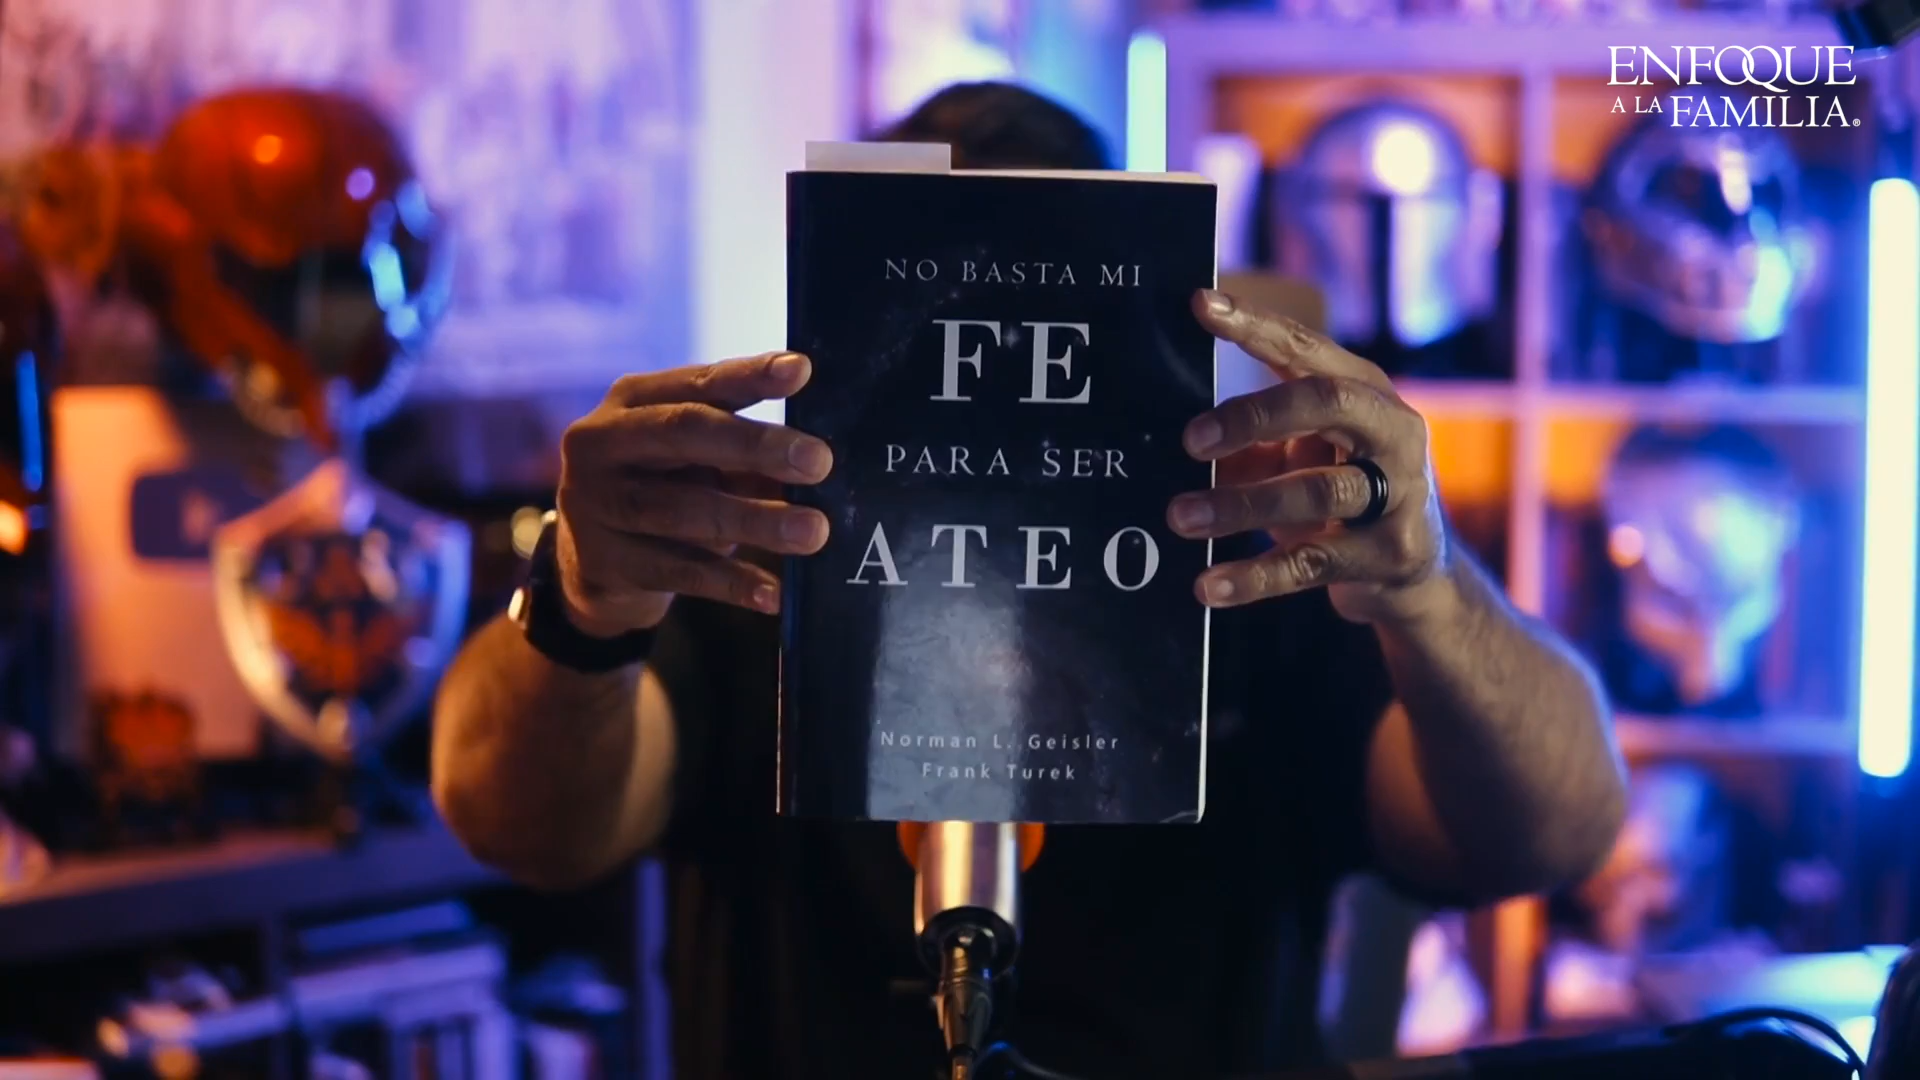 ENFOQUE
A LA FAMILIA®
NO BASTA MI
FE
PARA SER
ATEO
Norman L. Geisler
Frank Turek